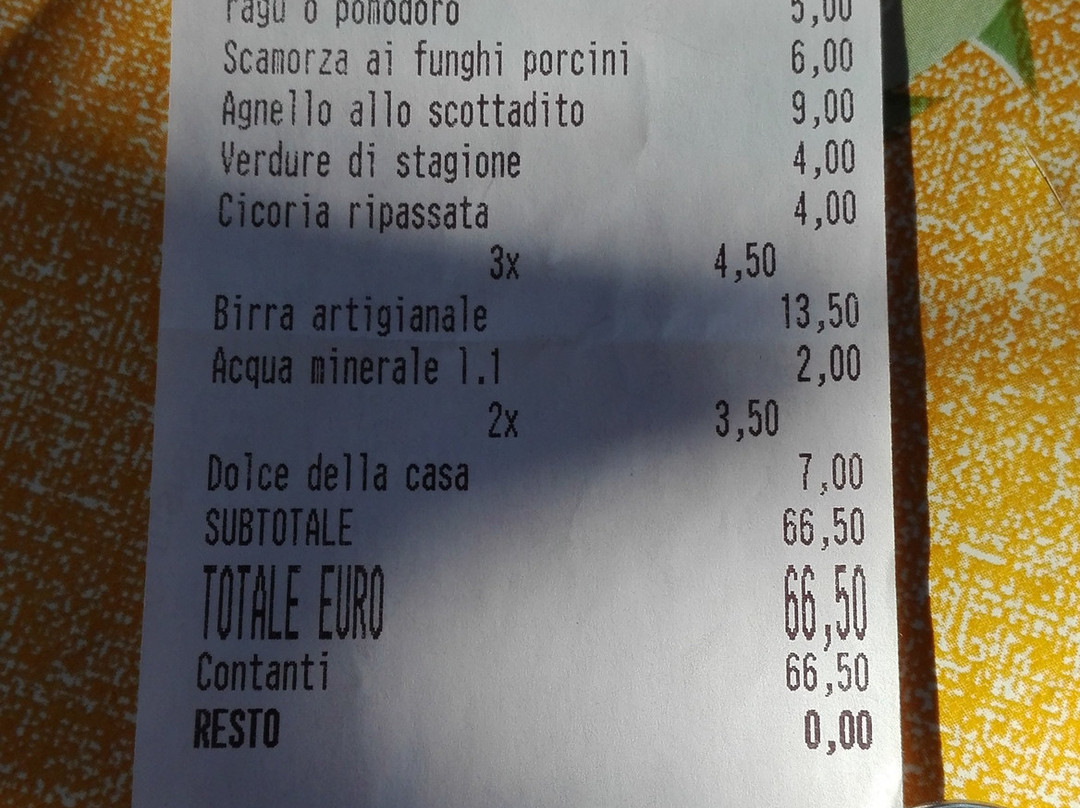 ragù o pomodoro 5,00
Scamorza ai funghi porcini 6,00
Agnello allo scottadito 9,00
Verdure di stagione 4,00
Cicoria ripassata 4,00
3x 4,50
Birra artigianale 13,50
Acqua minerale l.1 2,00
2x 3,50
Dolce della casa 7,00
SUBTOTALE 66,50
TOTALE EURO 66,50
Contanti 66,50
RESTO 0,00